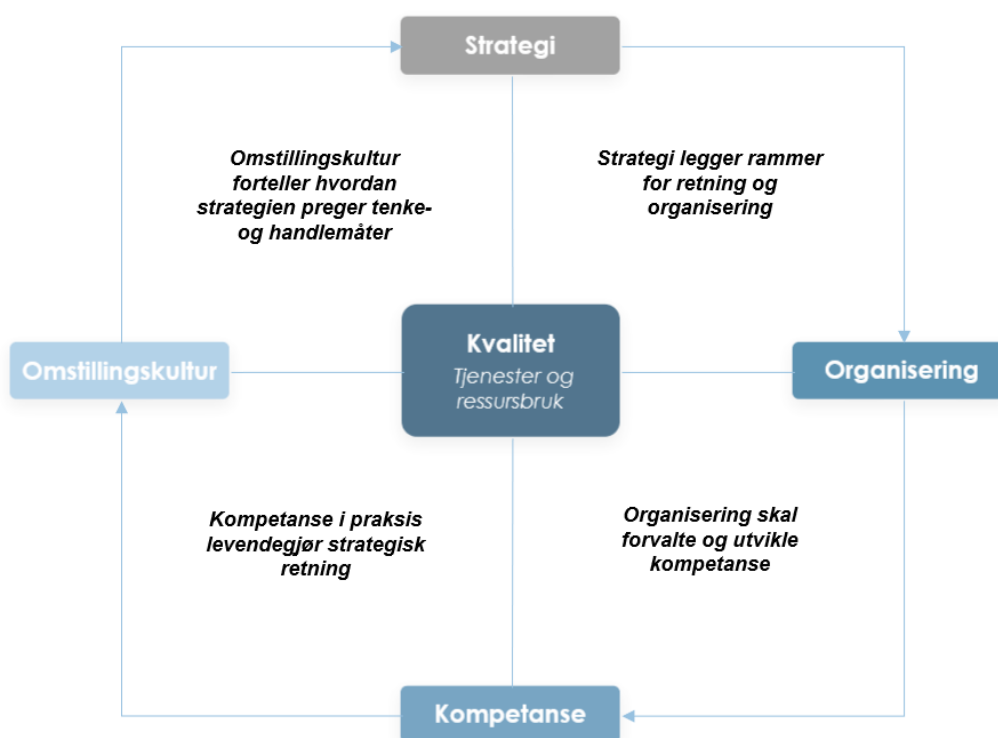 Strategi
Omstillingskultur
forteller hvordan
strategien preger tenke-
og handlemåter
Strategi legger rammer
for retning og
organisering
Omstillingskultur
Kvalitet
Tjenester og
ressursbruk
Organisering
Kompetanse i praksis
levendegjør strategisk
retning
Organisering skal
forvalte og utvikle
kompetanse
Kompetanse